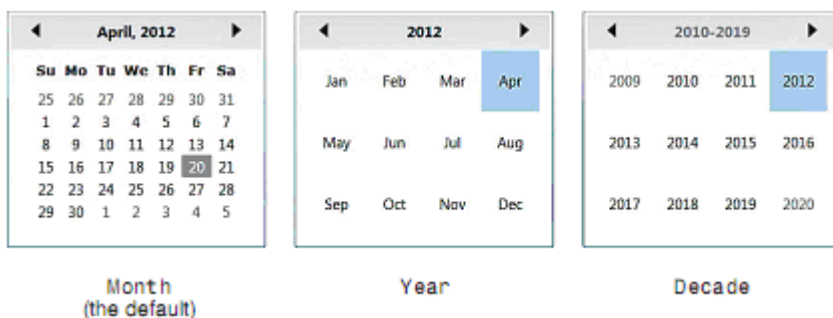 April, 2012
Su Mo Tu We Th Fr Sa
25 26 27 28 29 30 31
1 2 3 4 5 6 7
8 9 10 11 12 13 14
15 16 17 18 19 20 21
22 23 24 25 26 27 28
29 30 1 2 3 4 5
Month
(the default)
2012
Jan Feb Mar Apr
May Jun Jul Aug
Sep Oct Nov Dec
Year
2010-2019
2009 2010 2011 2012
2013 2014 2015 2016
2017 2018 2019 2020
Decade